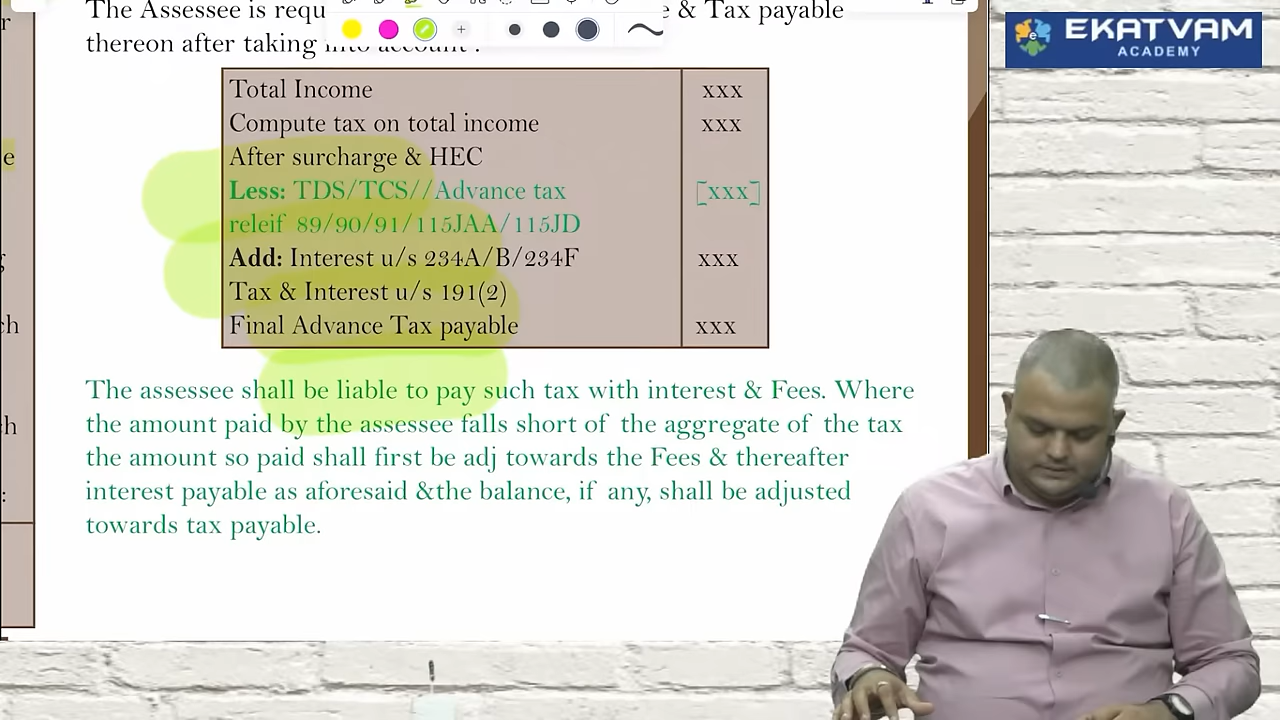 The Assessee is requ e & Tax payable
thereon after taking into account :
Total Income xxx
Compute tax on total income xxx
After surcharge & HEC
Less: TDS/TCS//Advance tax [xxx]
releif 89/90/91/115JAA/115JD
Add: Interest u/s 234A/B/234F xxx
Tax & Interest u/s 191(2)
Final Advance Tax payable xxx
The assessee shall be liable to pay such tax with interest & Fees. Where
the amount paid by the assessee falls short of the aggregate of the tax
the amount so paid shall first be adj towards the Fees & thereafter
interest payable as aforesaid &the balance, if any, shall be adjusted
towards tax payable.
r
e
ch
h
:
EKATVAM
ACADEMY